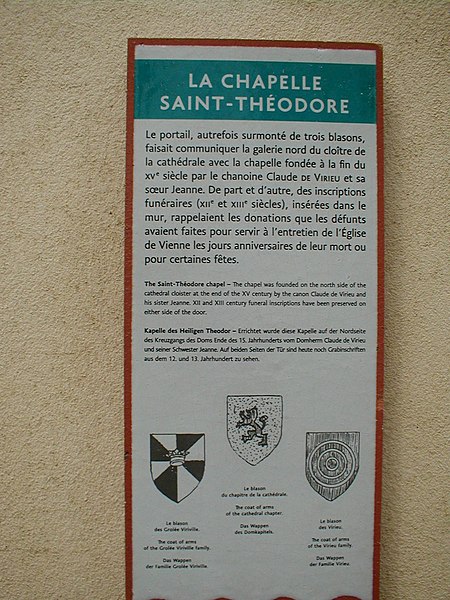 LA CHAPELLE
SAINT-THÉODORE
Le portail, autrefois surmonté de trois blasons,
faisait communiquer la galerie nord du cloître de
la cathédrale avec la chapelle fondée à la fin du
XVe siècle par le chanoine Claude DE VIRIEU et sa
sœur Jeanne. De part et d'autre, des inscriptions
funéraires (XIIe et XIIIe siècles), insérées dans le
mur, rappelaient les donations que les défunts
avaient faites pour servir à l'entretien de l'Église
de Vienne les jours anniversaires de leur mort ou
pour certaines fêtes.
The Saint-Théodore chapel – The chapel was founded on the north side of the
cathedral cloister at the end of the XV century by the canon Claude de Virieu and
his sister Jeanne. XII and XIII century funeral inscriptions have been preserved on
either side of the door.
Kapelle des Heiligen Theodor – Errichtet wurde diese Kapelle auf der Nordseite
des Kreuzgangs des Doms Ende des 15. Jahrhunderts vom Domherrn Claude de Virieu
und seiner Schwester Jeanne. Auf beiden Seiten der Tür sind heute noch Grabinschriften
aus dem 12. und 13. Jahrhundert zu sehen.
Le blason
des Grolée Viriville.
The coat of arms
of the Grolée Viriville family.
Das Wappen
der Familie Grolée Viriville.
Le blason
du chapitre de la cathédrale.
The coat of arms
of the cathedral chapter.
Das Wappen
des Domkapitels.
Le blason
des Virieu.
The coat of arms
of the Virieu family.
Das Wappen
der Familie Virieu.